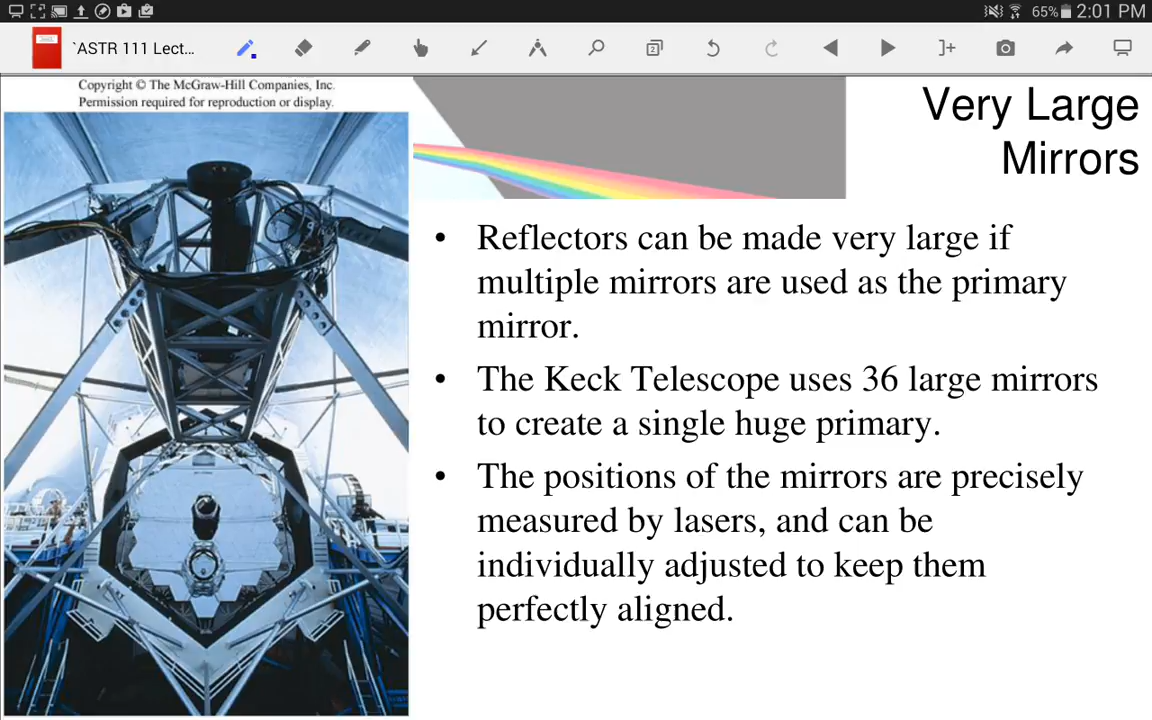 65% 2:01 PM
`ASTR 111 Lect...
2
Copyright © The McGraw-Hill Companies, Inc.
Permission required for reproduction or display.
Very Large
Mirrors
• Reflectors can be made very large if
multiple mirrors are used as the primary
mirror.
• The Keck Telescope uses 36 large mirrors
to create a single huge primary.
• The positions of the mirrors are precisely
measured by lasers, and can be
individually adjusted to keep them
perfectly aligned.